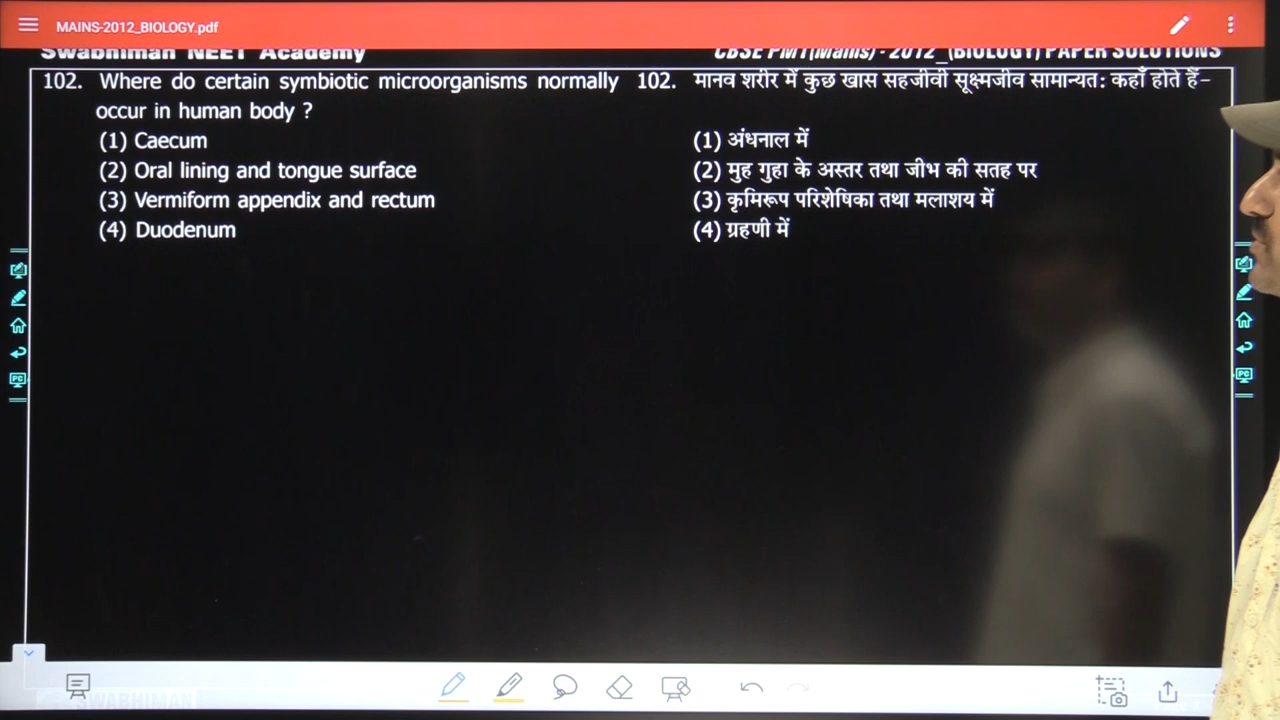 MAINS-2012_BIOLOGY.pdf
Swabhiman NEET Academy
CBSE PMT(Mains) - 2012_(BIOLOGY) PAPER SOLUTIONS
102. Where do certain symbiotic microorganisms normally
occur in human body ?
(1) Caecum
(2) Oral lining and tongue surface
(3) Vermiform appendix and rectum
(4) Duodenum
102. मानव शरीर में कुछ खास सहजीवी सूक्ष्मजीव सामान्यत: कहाँ होते हैं–
(1) अंधनाल में
(2) मुह गुहा के अस्तर तथा जीभ की सतह पर
(3) कृमिरूप परिशेषिका तथा मलाशय में
(4) ग्रहणी में
PC
PC
SWABHIMAN